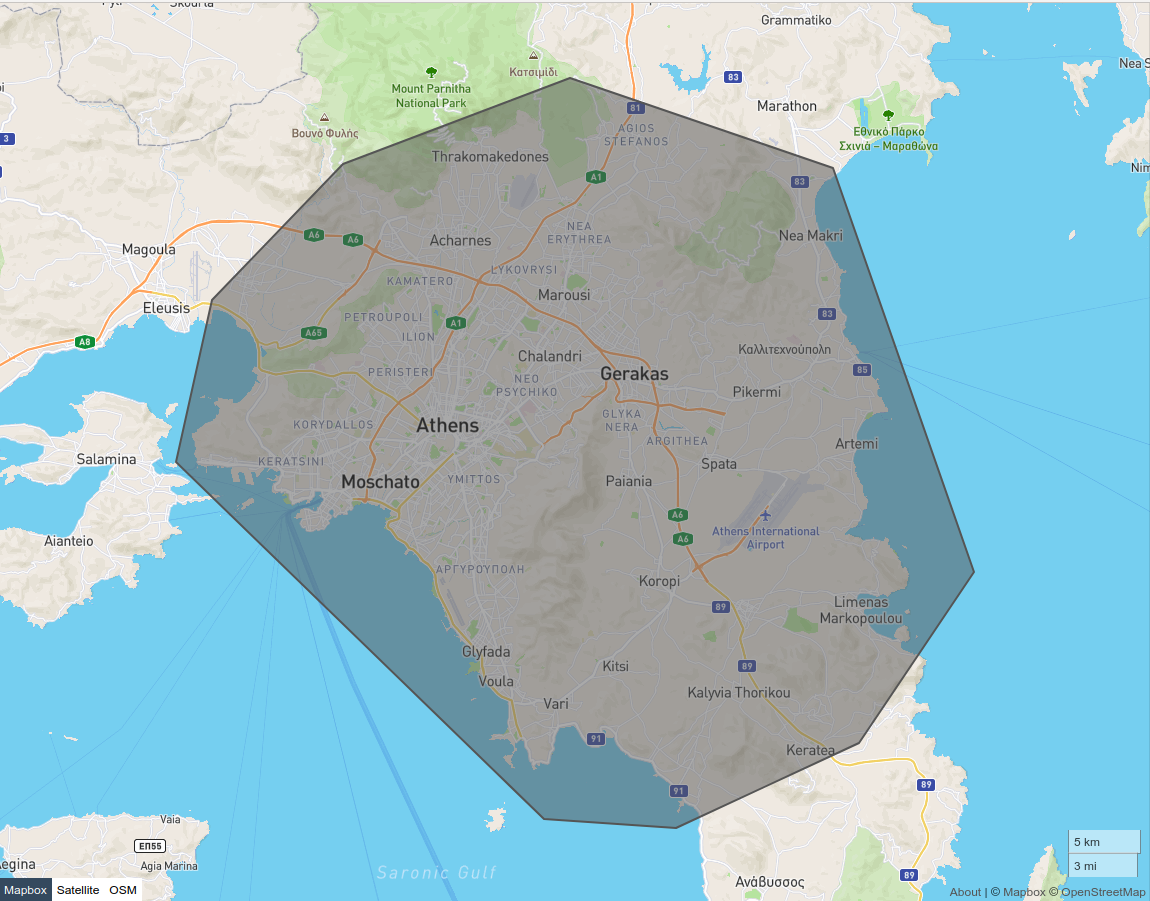 Skourta
Grammatiko
Κατσιμίδι
83
Nea S
Mount Parnitha
National Park
81
Marathon
Βουνό Φυλής
AGIOS
STEFANOS
Εθνικό Πάρκο
Σχινιά – Μαραθώνα
3
Thrakomakedones
Nim
A1
83
A6
A6
NEA
ERYTHREA
Nea Makri
Magoula
Acharnes
LYKOVRYSI
KAMATERO
Marousi
Eleusis
PETROUPOLI
A1
83
A65
ILION
A8
Chalandri
Καλλιτεχνούπολη
PERISTERI
Gerakas
85
NEO
PSYCHIKO
Pikermi
KORYDALLOS
Athens
GLYKA
NERA
ARGITHEA
Artemi
Salamina
KERATSINI
Spata
Moschato
YMITTOS
Paiania
A6
A6
Athens International
Airport
Aianteio
ΑΡΓΥΡΟΥΠΟΛΗ
Koropi
89
Limenas
Markopoulou
Glyfada
Kitsi
89
Voula
Kalyvia Thorikou
Vari
91
Keratea
91
89
Vaia
ΕΠ55
5 km
egina
Agia Marina
3 mi
Saronic Gulf
Ανάβυσσος
89
Mapbox Satellite OSM
About | © Mapbox © OpenStreetMap